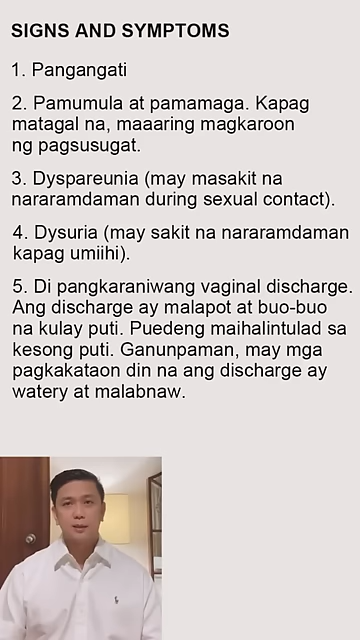 SIGNS AND SYMPTOMS
1. Pangangati
2. Pamumula at pamamaga. Kapag
matagal na, maaaring magkaroon
ng pagsusugat.
3. Dyspareunia (may masakit na
nararamdaman during sexual contact).
4. Dysuria (may sakit na nararamdaman
kapag umiihi).
5. Di pangkaraniwang vaginal discharge.
Ang discharge ay malapot at buo-buo
na kulay puti. Puedeng maihalintulad sa
kesong puti. Ganunpaman, may mga
pagkakataon din na ang discharge ay
watery at malabnaw.